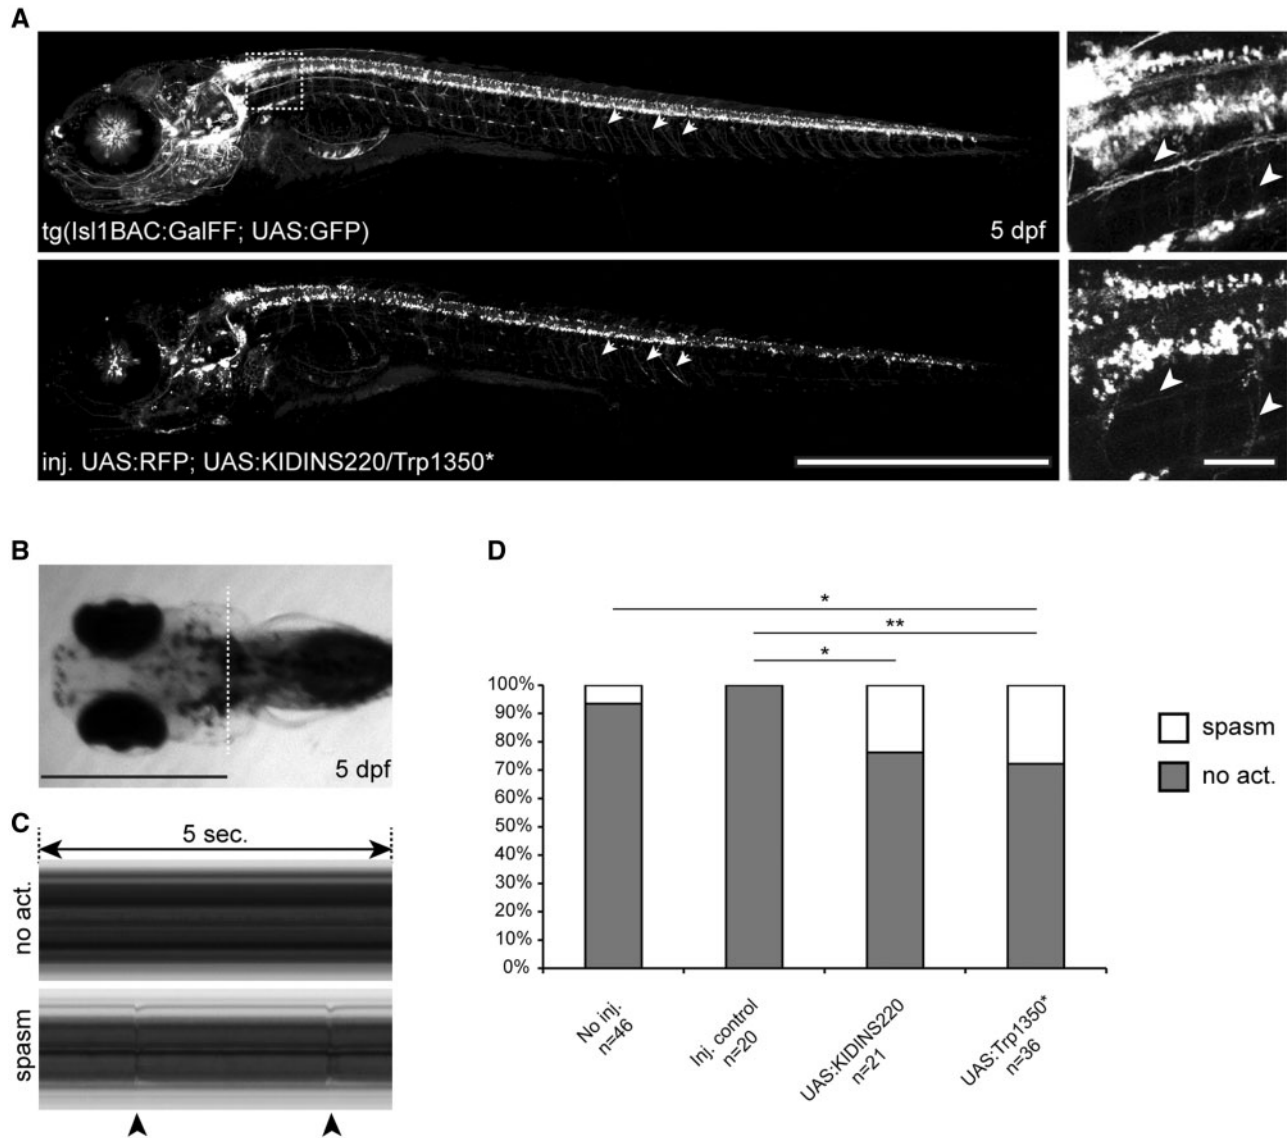 A
tg(Isl1BAC:GalFF; UAS:GFP)
5 dpf
inj. UAS:RFP; UAS:KIDINS220/Trp1350*
B
5 dpf
C
5 sec.
no act.
spasm
D
*
**
*
100%
90%
80%
70%
60%
50%
40%
30%
20%
10%
0%
No inj.
n=46
Inj. control
n=20
UAS:KIDINS220
n=21
UAS:Trp1350*
n=36
spasm
no act.